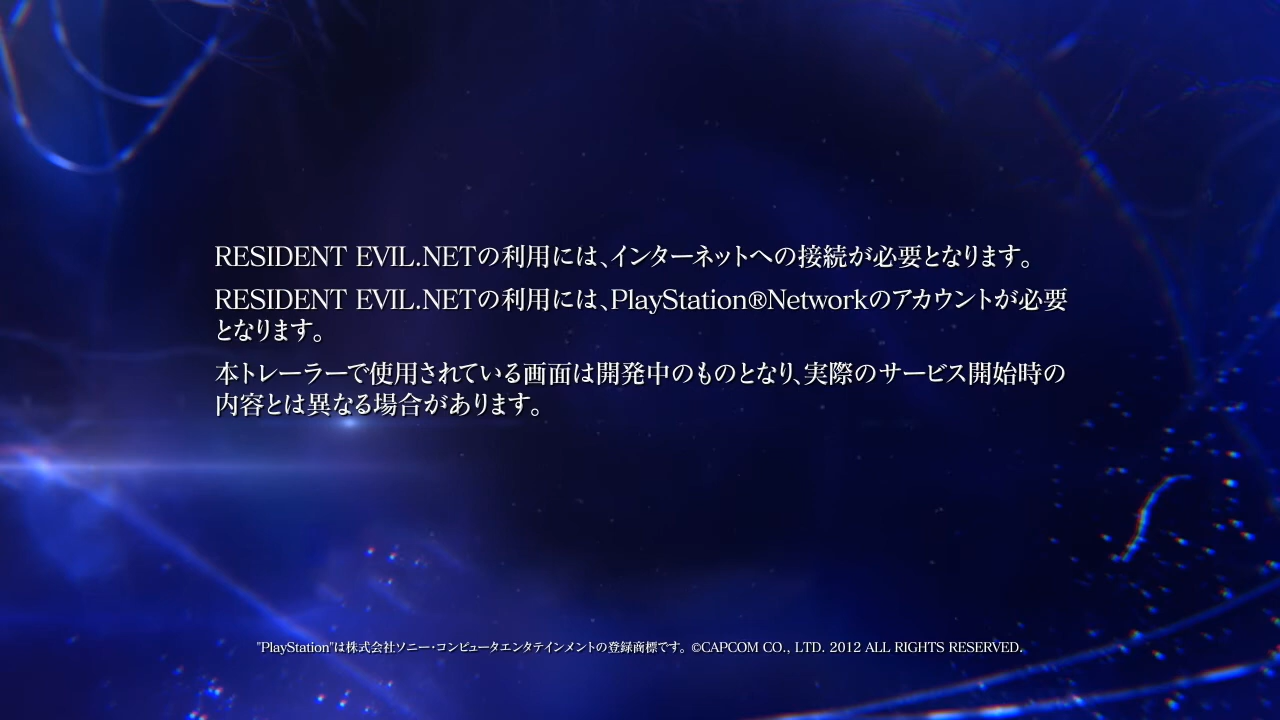 RESIDENT EVIL.NETの利用には、インターネットへの接続が必要となります。
RESIDENT EVIL.NETの利用には、PlayStation®Networkのアカウントが必要
となります。
本トレーラーで使用されている画面は開発中のものとなり、実際のサービス開始時の
内容とは異なる場合があります。
"PlayStation"は株式会社ソニー・コンピュータエンタテインメントの登録商標です。©CAPCOM CO., LTD. 2012 ALL RIGHTS RESERVED.